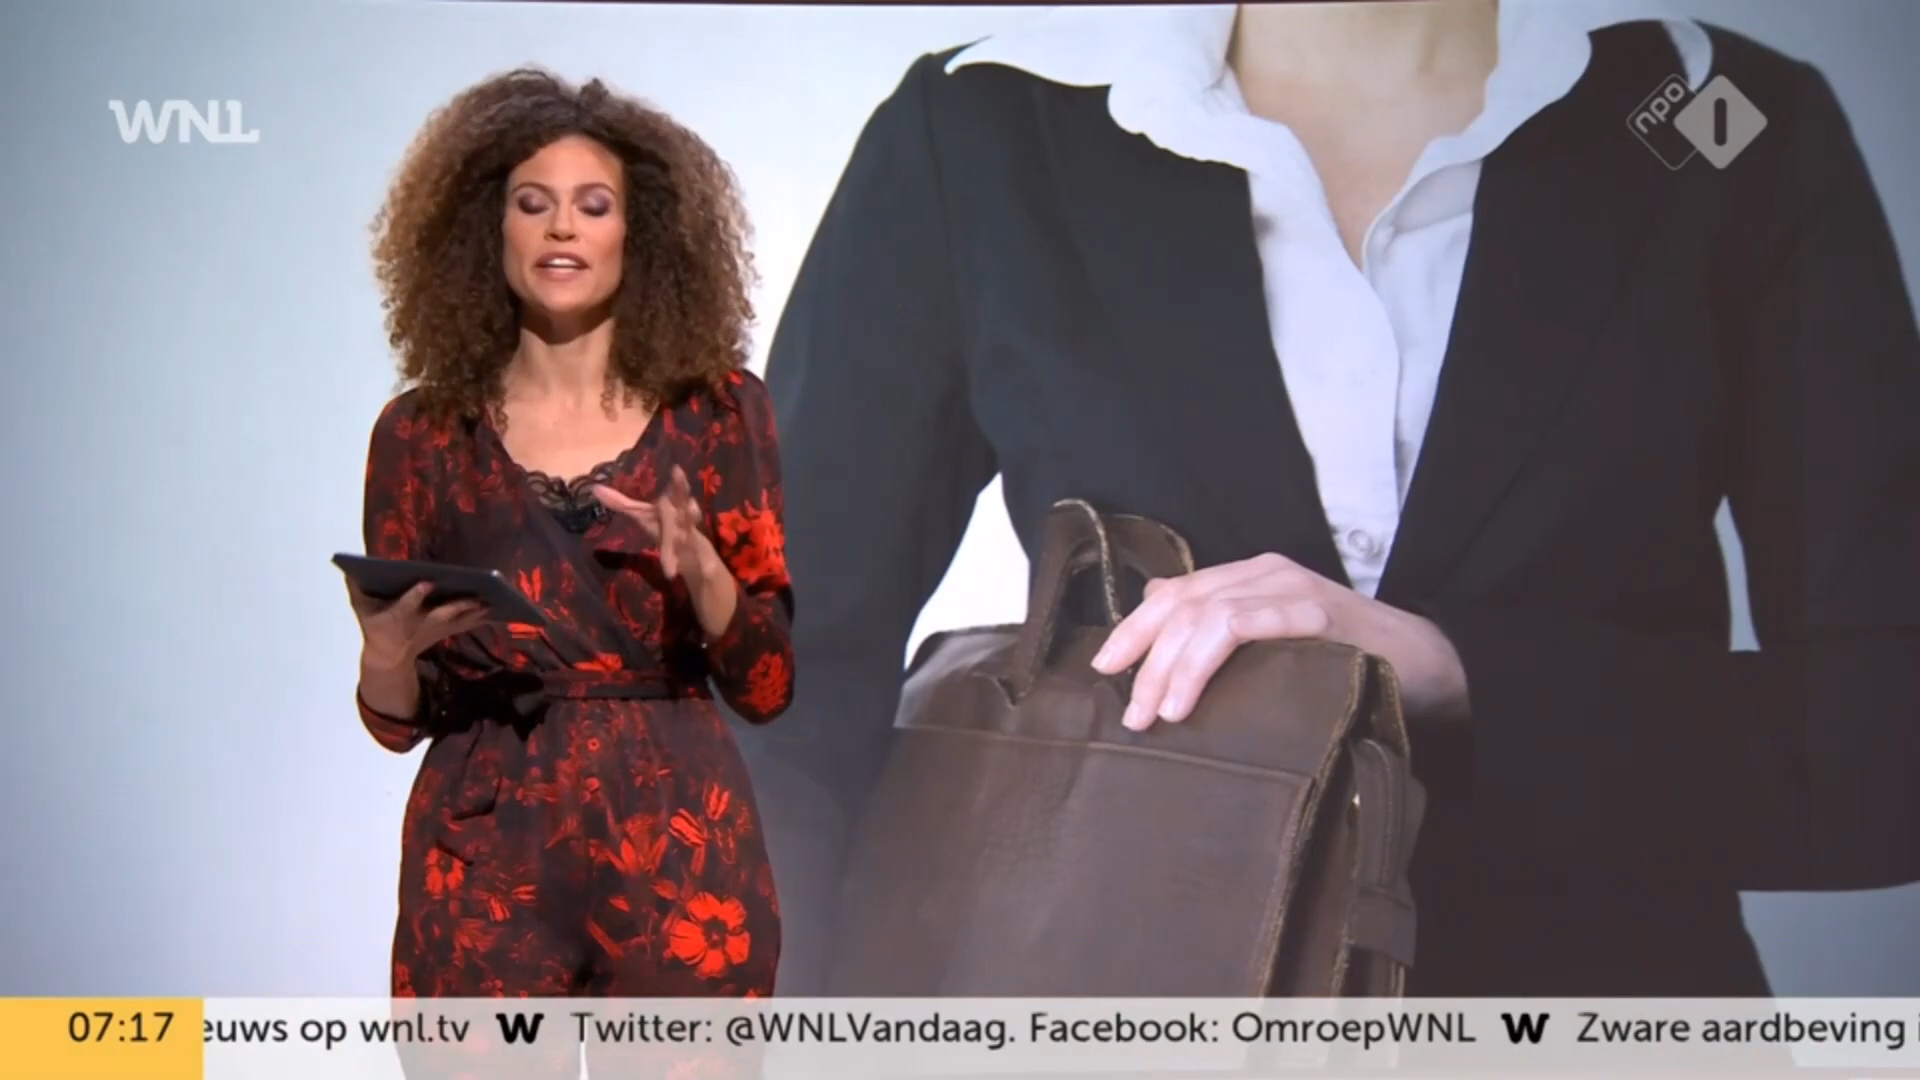 WNL
npo 1
07:17 euws op wnl.tv W Twitter: @WNLVandaag. Facebook: OmroepWNL W Zware aardbeving